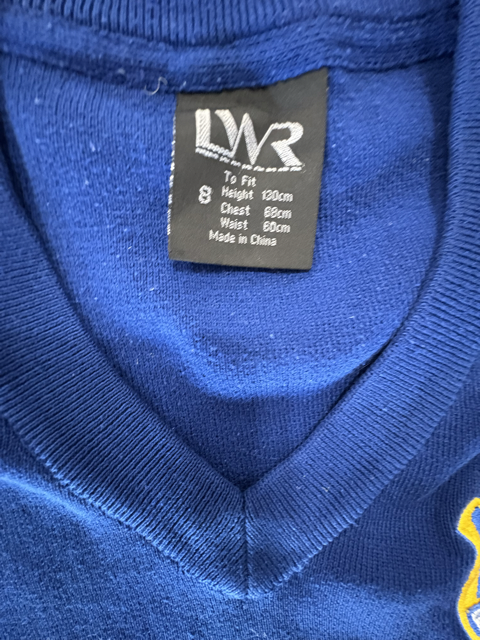 LWR
To Fit
8 Height 130cm
Chest 68cm
Waist 60cm
Made in China